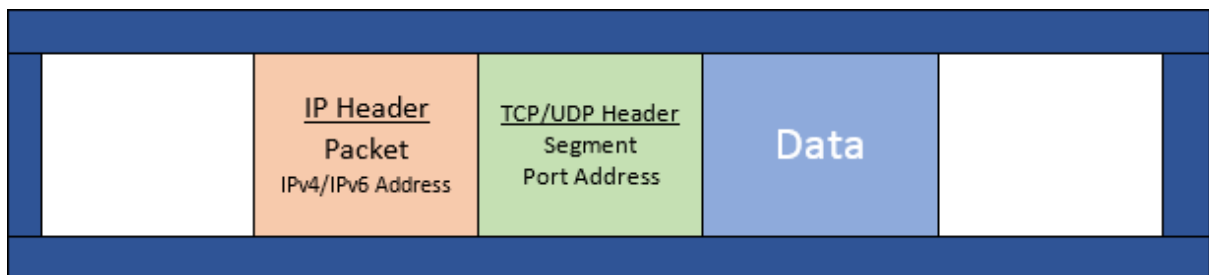 IP Header
Packet
IPv4/IPv6 Address
TCP/UDP Header
Segment
Port Address
Data